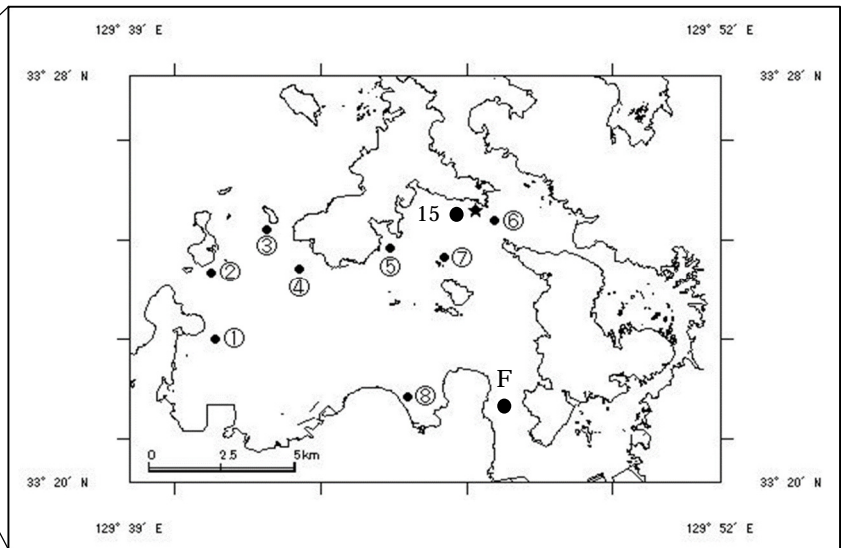 129° 39′ E 129° 52′ E
33° 28′ N 33° 28′ N
15 ⑥
③
⑤ ⑦
② ④
①
F
⑧
0 2.5 5km
33° 20′ N 33° 20′ N
129° 39′ E 129° 52′ E